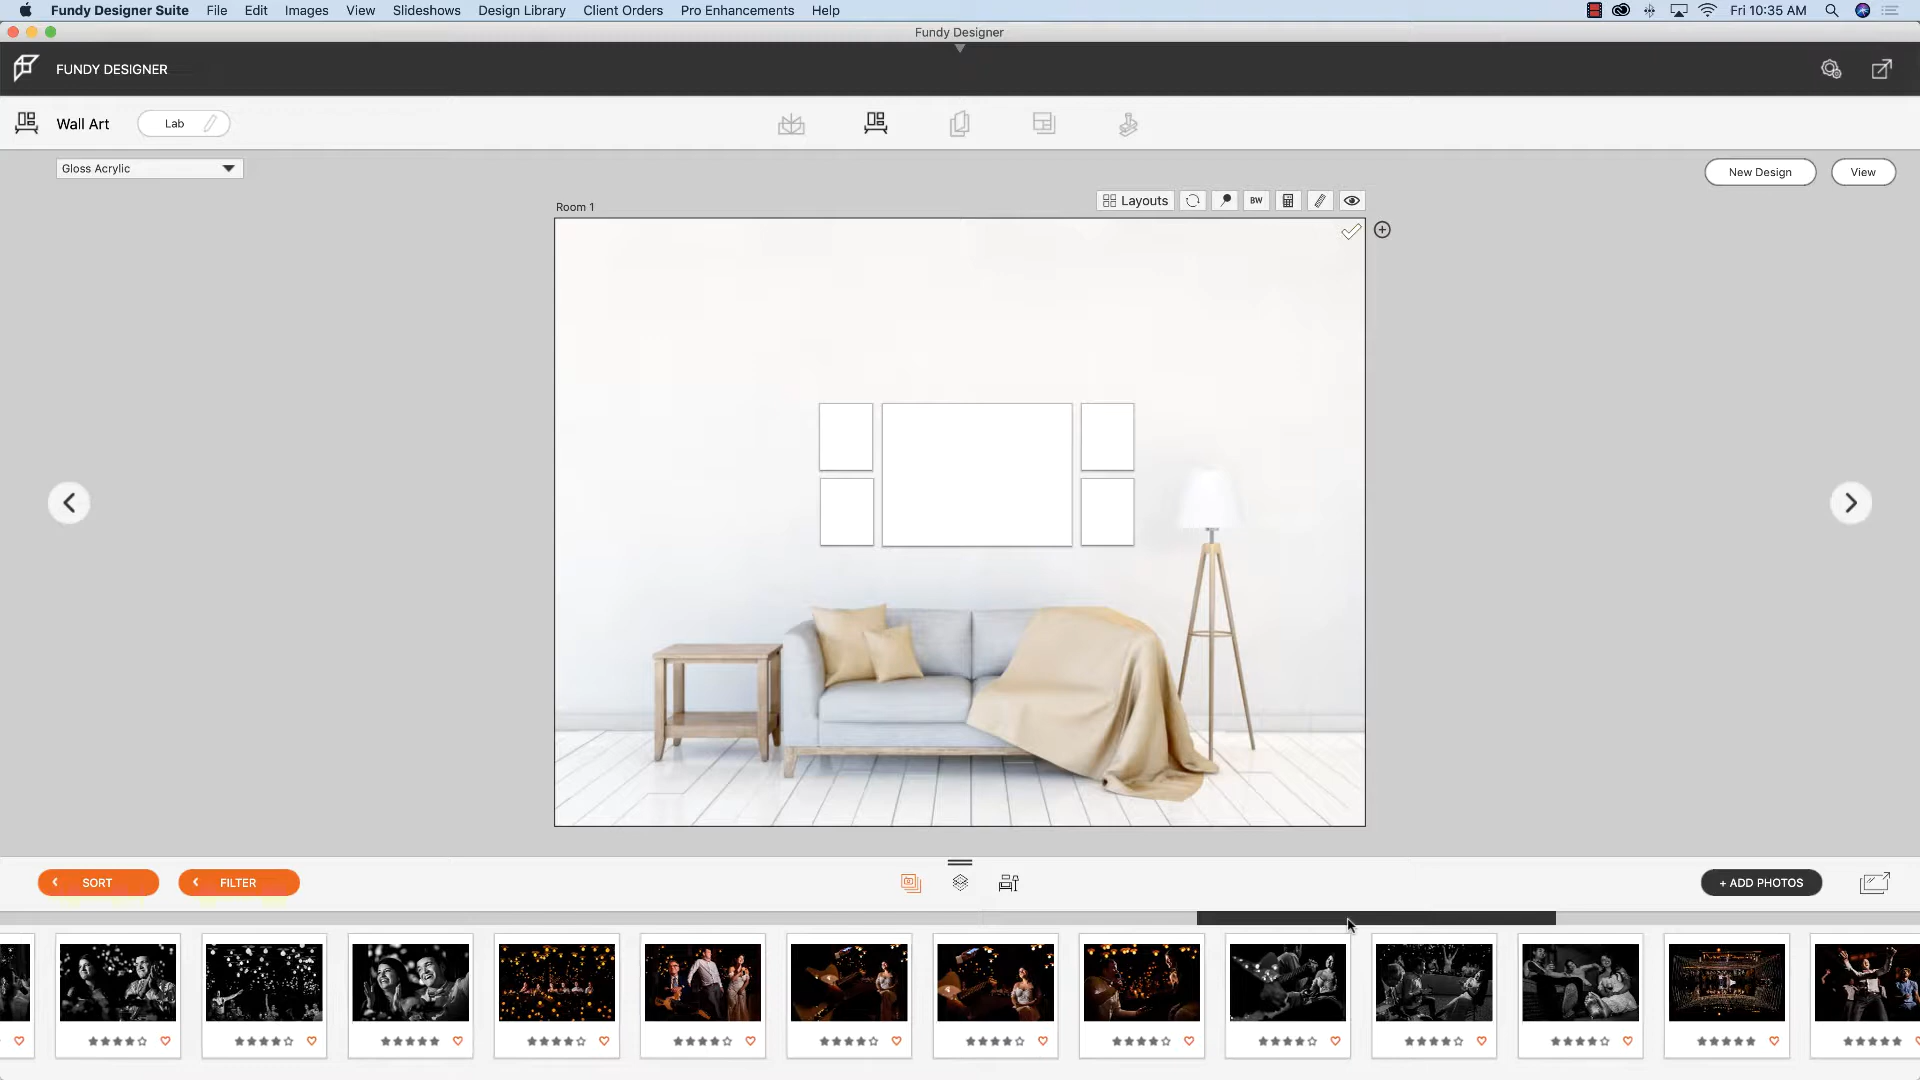 Fundy Designer Suite File Edit Images View Slideshows Design Library Client Orders Pro Enhancements Help Fri 10:35 AM
Fundy Designer
FUNDY DESIGNER
Wall Art Lab
Gloss Acrylic New Design View
Room 1 Layouts BW
SORT FILTER + ADD PHOTOS